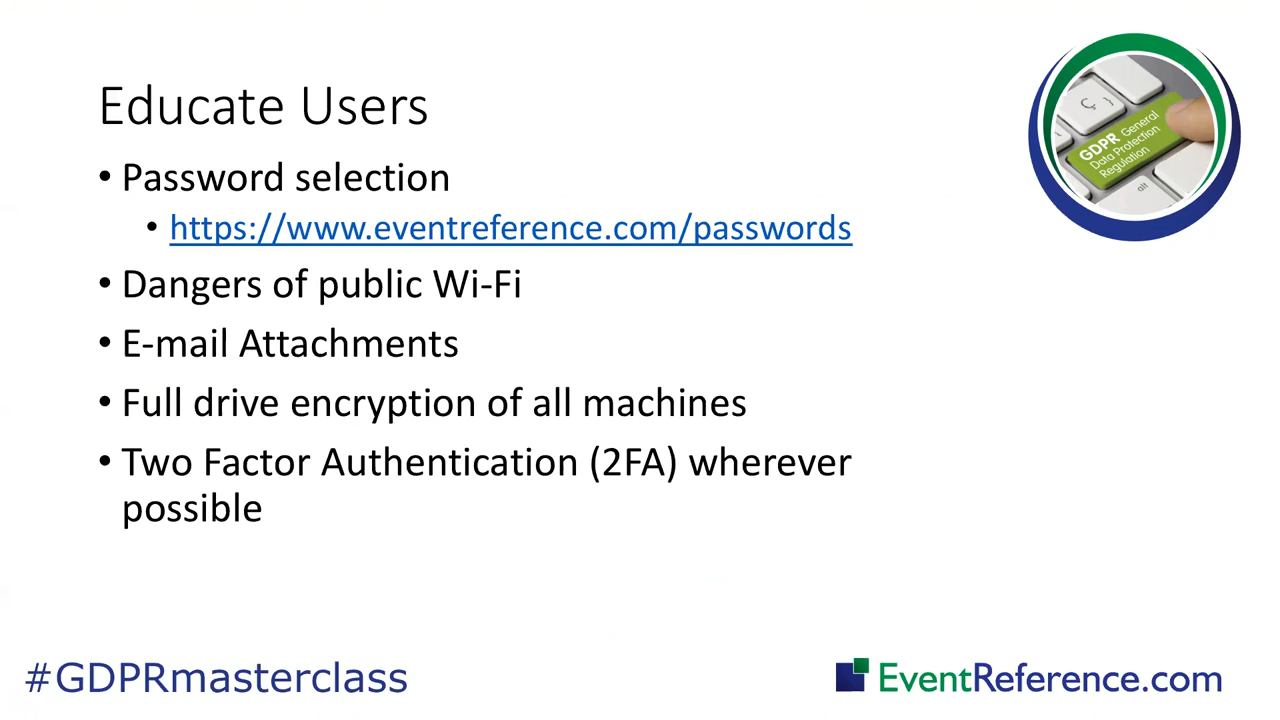 Educate Users
• Password selection
• https://www.eventreference.com/passwords
• Dangers of public Wi-Fi
• E-mail Attachments
• Full drive encryption of all machines
• Two Factor Authentication (2FA) wherever
possible
GDPR General
Data Protection
Regulation
Ç
alt
#GDPRmasterclass
EventReference.com